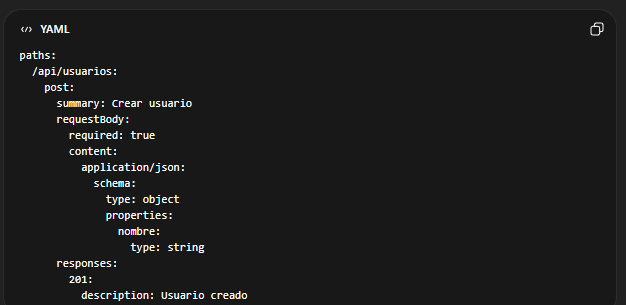 YAML
paths:
  /api/usuarios:
    post:
      summary: Crear usuario
      requestBody:
        required: true
        content:
          application/json:
            schema:
              type: object
              properties:
                nombre:
                  type: string
      responses:
        201:
          description: Usuario creado